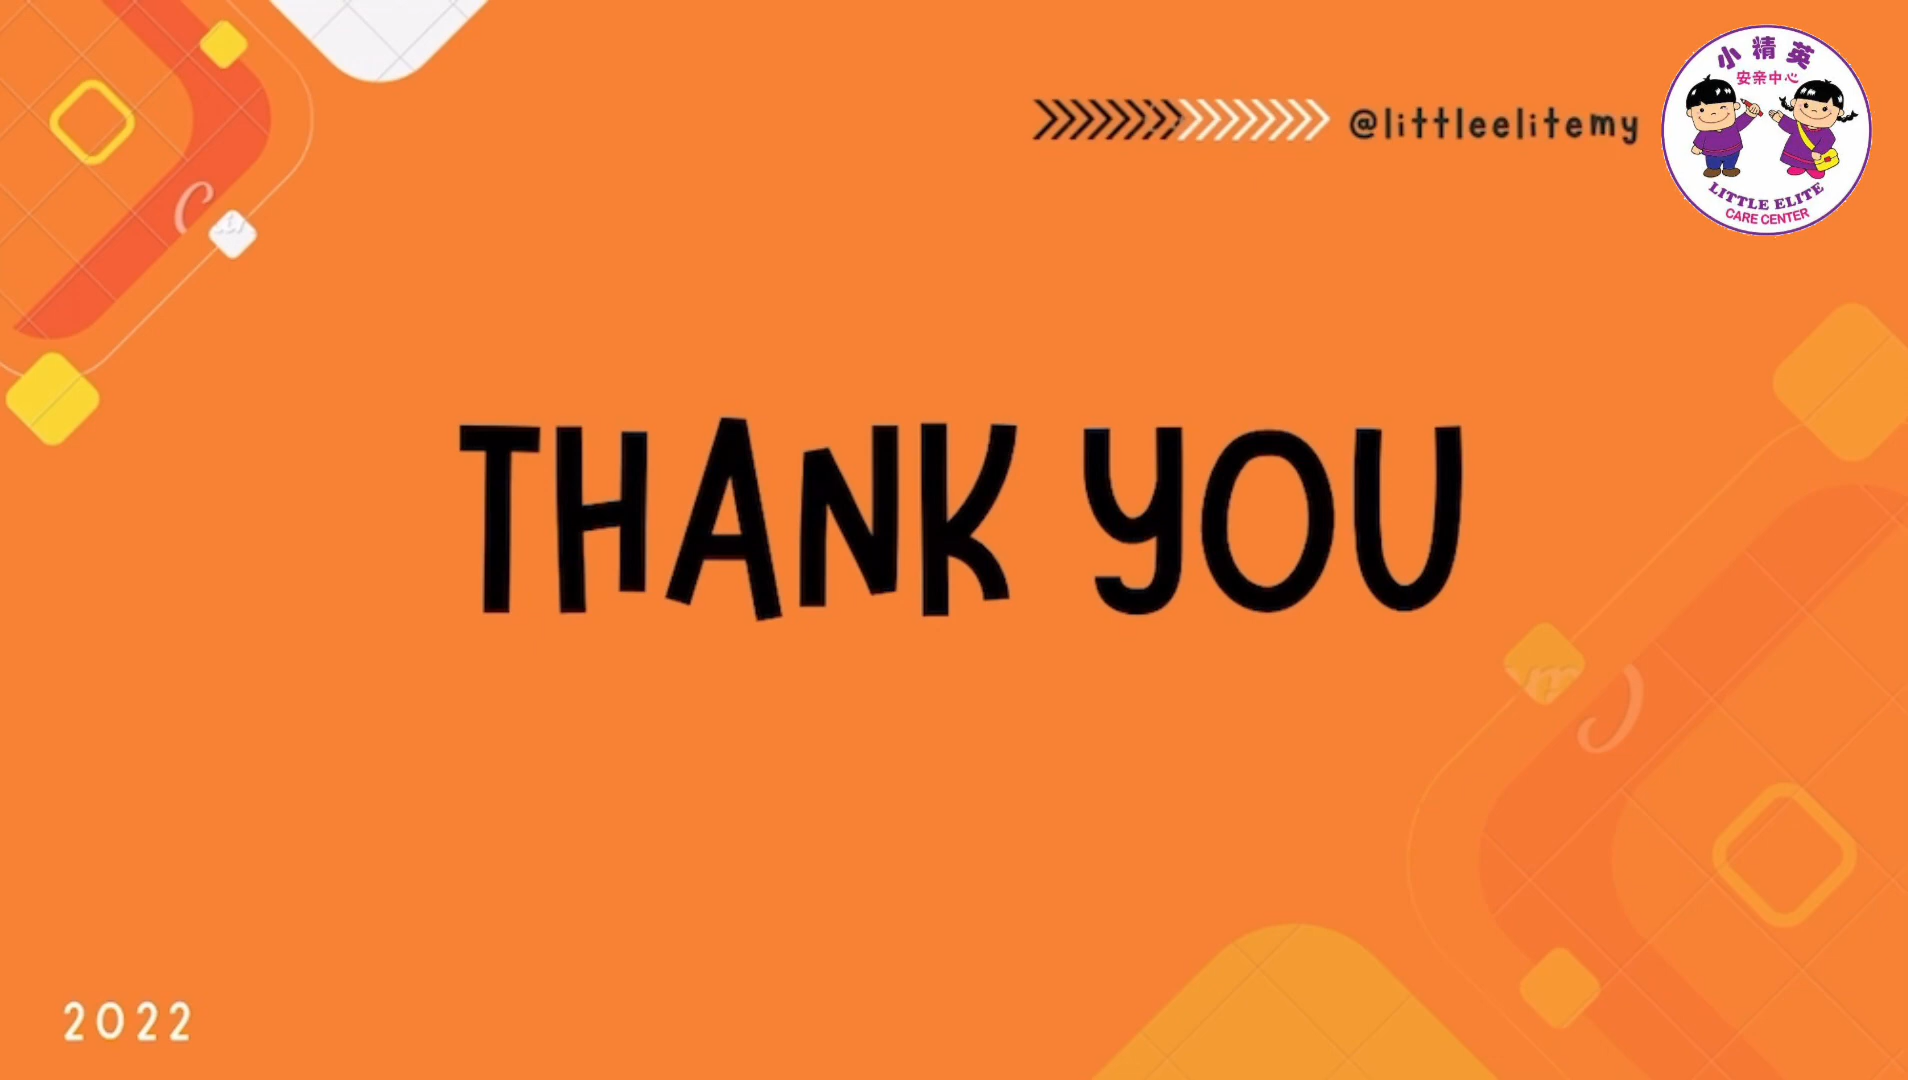 小精英
安亲中心
@littleelitemy
LITTLE ELITE
CARE CENTER
THANK YOU
2022